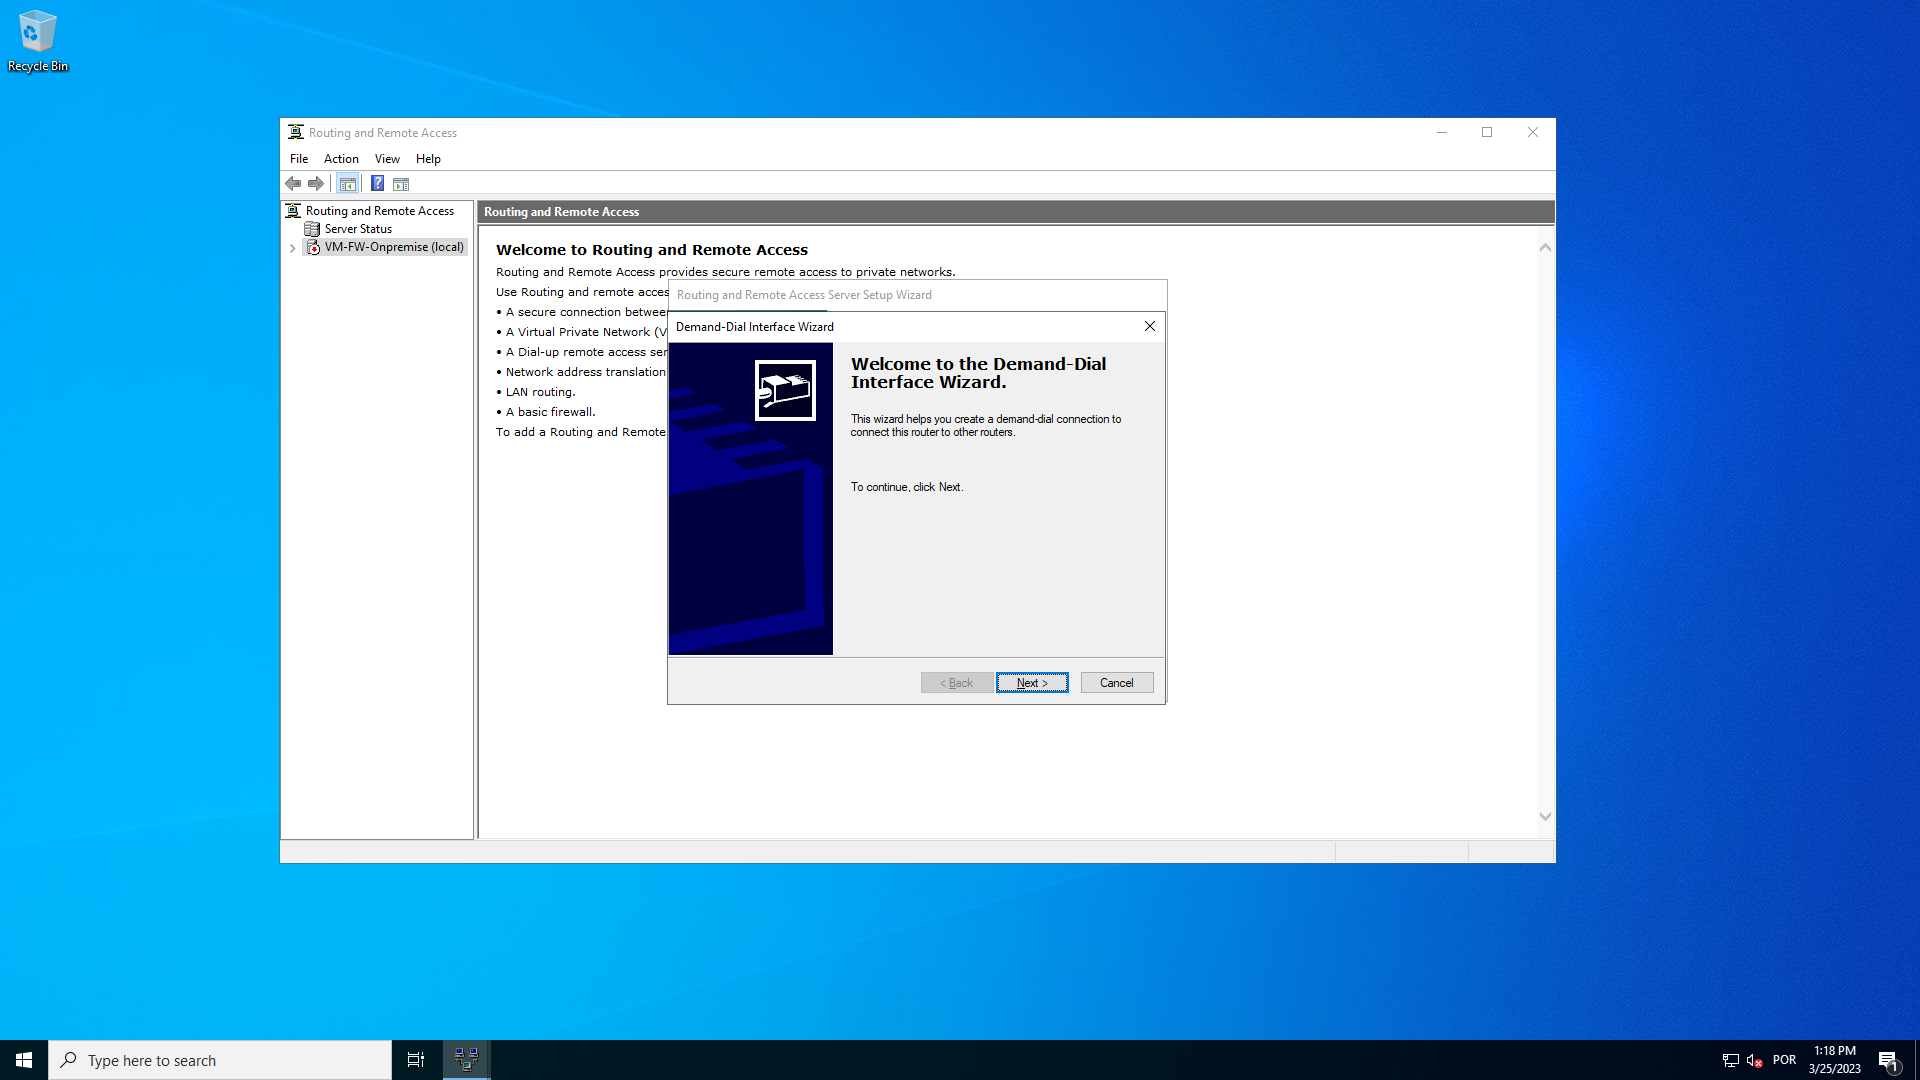 Recycle Bin
Routing and Remote Access
File Action View Help
Routing and Remote Access
Server Status
VM-FW-Onpremise (local)
Routing and Remote Access
Welcome to Routing and Remote Access
Routing and Remote Access provides secure remote access to private networks.
Use Routing and remote acces
• A secure connection betwee
• A Virtual Private Network (V
• A Dial-up remote access ser
• Network address translation
• LAN routing.
• A basic firewall.
To add a Routing and Remote
Routing and Remote Access Server Setup Wizard
Demand-Dial Interface Wizard
Welcome to the Demand-Dial
Interface Wizard.
This wizard helps you create a demand-dial connection to
connect this router to other routers.
To continue, click Next.
< Back
Next >
Cancel
Type here to search
POR
1:18 PM
3/25/2023
1